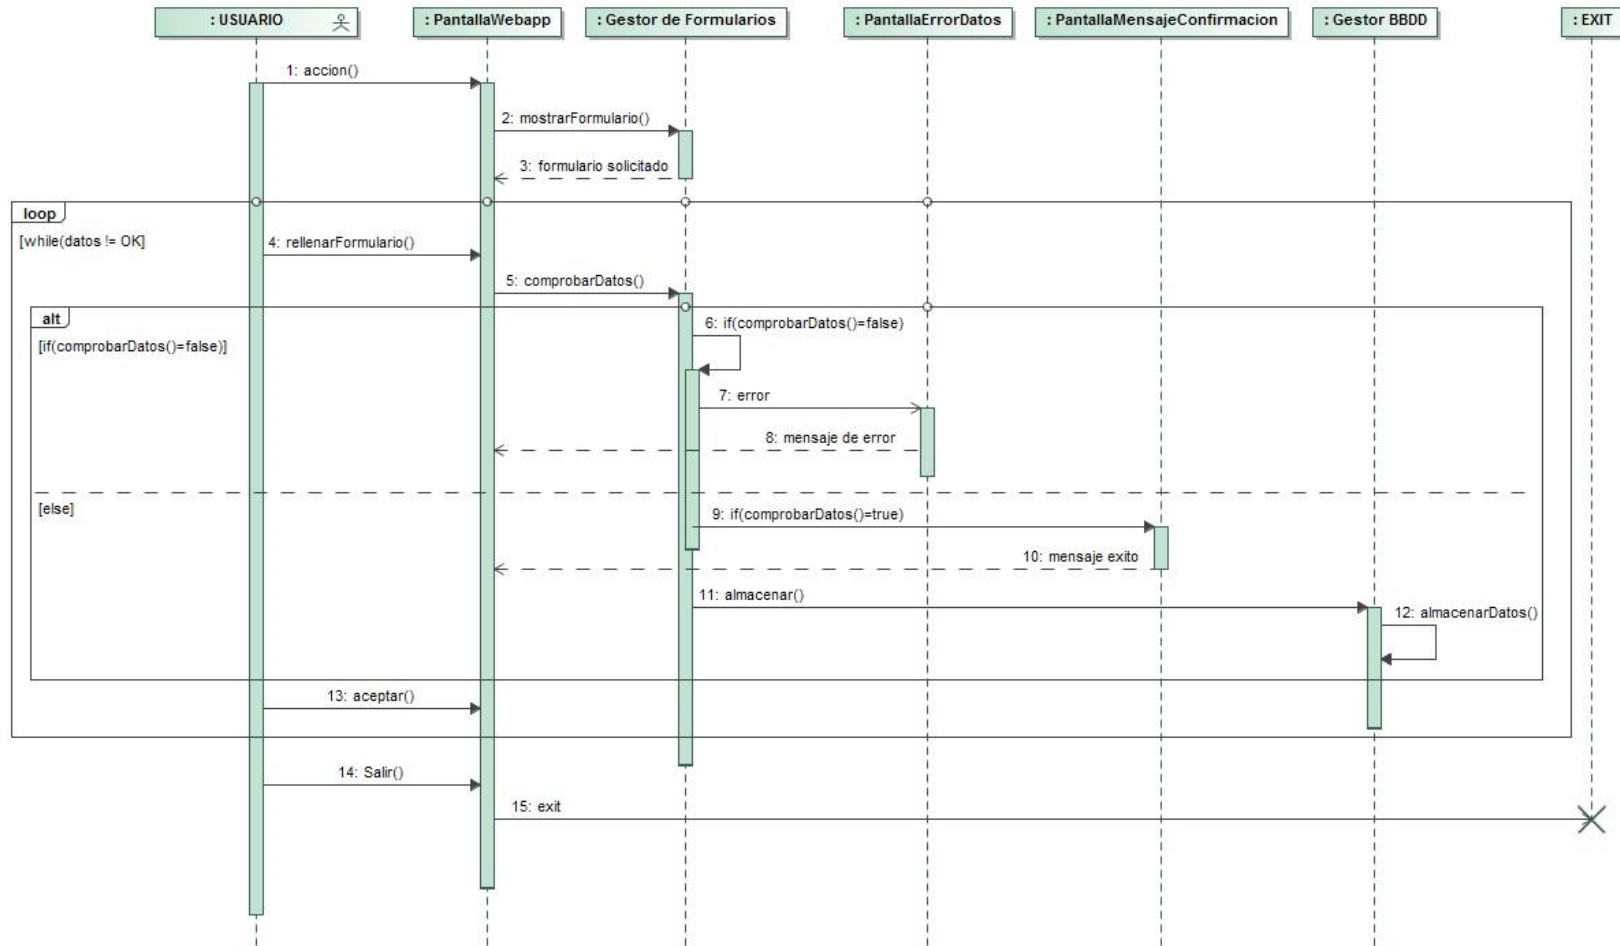 : USUARIO
: PantallaWebapp
: Gestor de Formularios
: PantallaErrorDatos
: PantallaMensajeConfirmacion
: Gestor BBDD
: EXIT
1: accion()
2: mostrarFormulario()
3: formulario solicitado
loop
[while(datos != OK]
4: rellenarFormulario()
5: comprobarDatos()
alt
[if(comprobarDatos()=false)]
6: if(comprobarDatos()=false)
7: error
8: mensaje de error
[else]
9: if(comprobarDatos()=true)
10: mensaje exito
11: almacenar()
12: almacenarDatos()
13: aceptar()
14: Salir()
15: exit